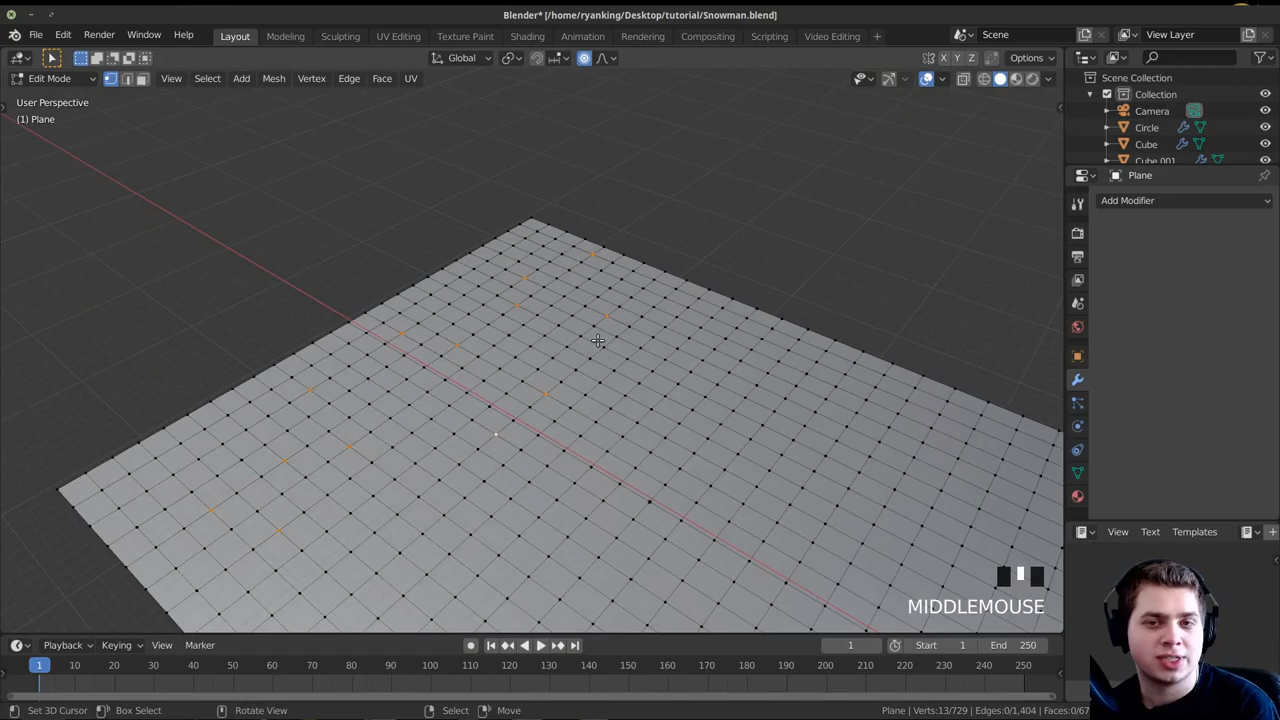 Blender* [/home/ryanking/Desktop/tutorial/Snowman.blend]
File Edit Render Window Help Layout Modeling Sculpting UV Editing Texture Paint Shading Animation Rendering Compositing Scripting Video Editing + Scene View Layer
Global X Y Z Options
Edit Mode View Select Add Mesh Vertex Edge Face UV
User Perspective
(1) Plane
Scene Collection
Collection
Camera
Circle
Cube
Cube.001
Plane
Add Modifier
View Text Templates
MIDDLEMOUSE
Playback Keying View Marker 1 Start 1 End 250
1 10 20 30 40 50 60 70 80 90 100 110 120 130 140 150 160 170 180 190 200 210 220 230 240 250
Set 3D Cursor Box Select Rotate View Select Move Plane | Verts:13/729 | Edges:0/1,404 | Faces:0/67